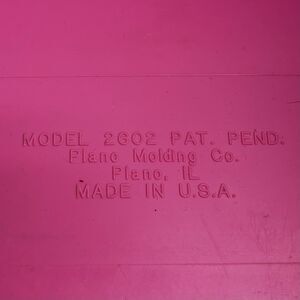 MODEL 2602 PAT. PEND.
Plano Molding Co.
Plano, IL
MADE IN U.S.A.